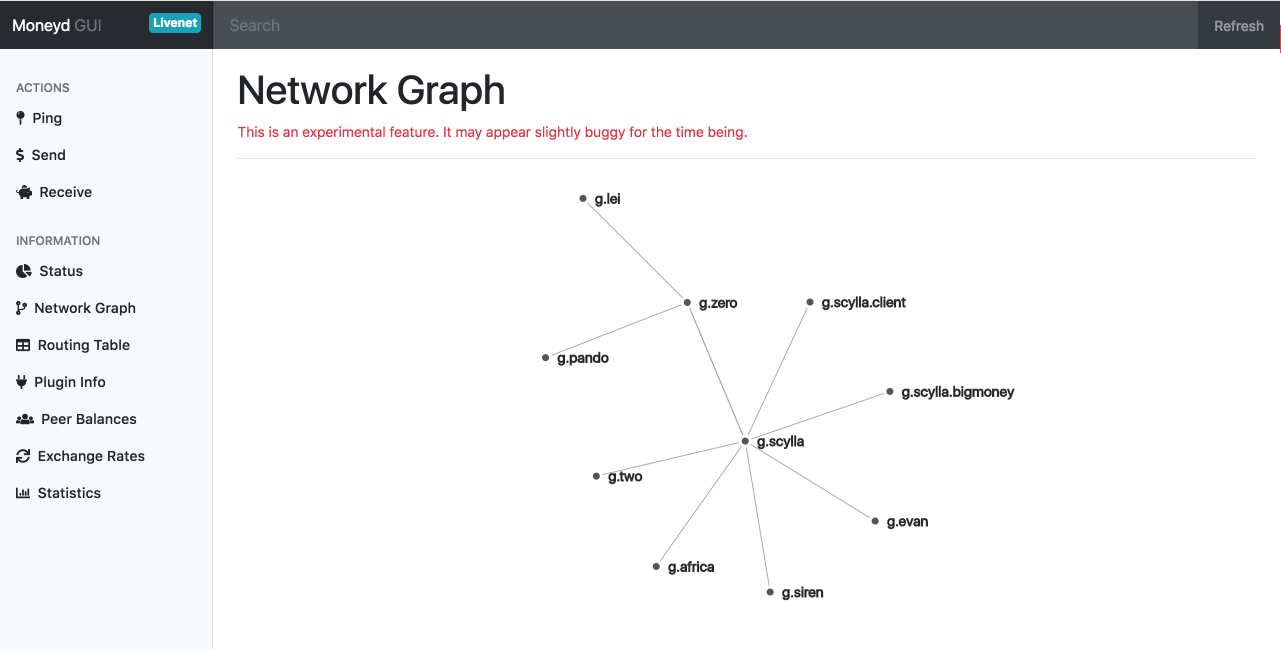 Moneyd GUI Livenet Search Refresh
ACTIONS
Ping
Send
Receive
INFORMATION
Status
Network Graph
Routing Table
Plugin Info
Peer Balances
Exchange Rates
Statistics
Network Graph
This is an experimental feature. It may appear slightly buggy for the time being.
g.lei
g.zero
g.scylla.client
g.pando
g.scylla.bigmoney
g.scylla
g.two
g.evan
g.africa
g.siren